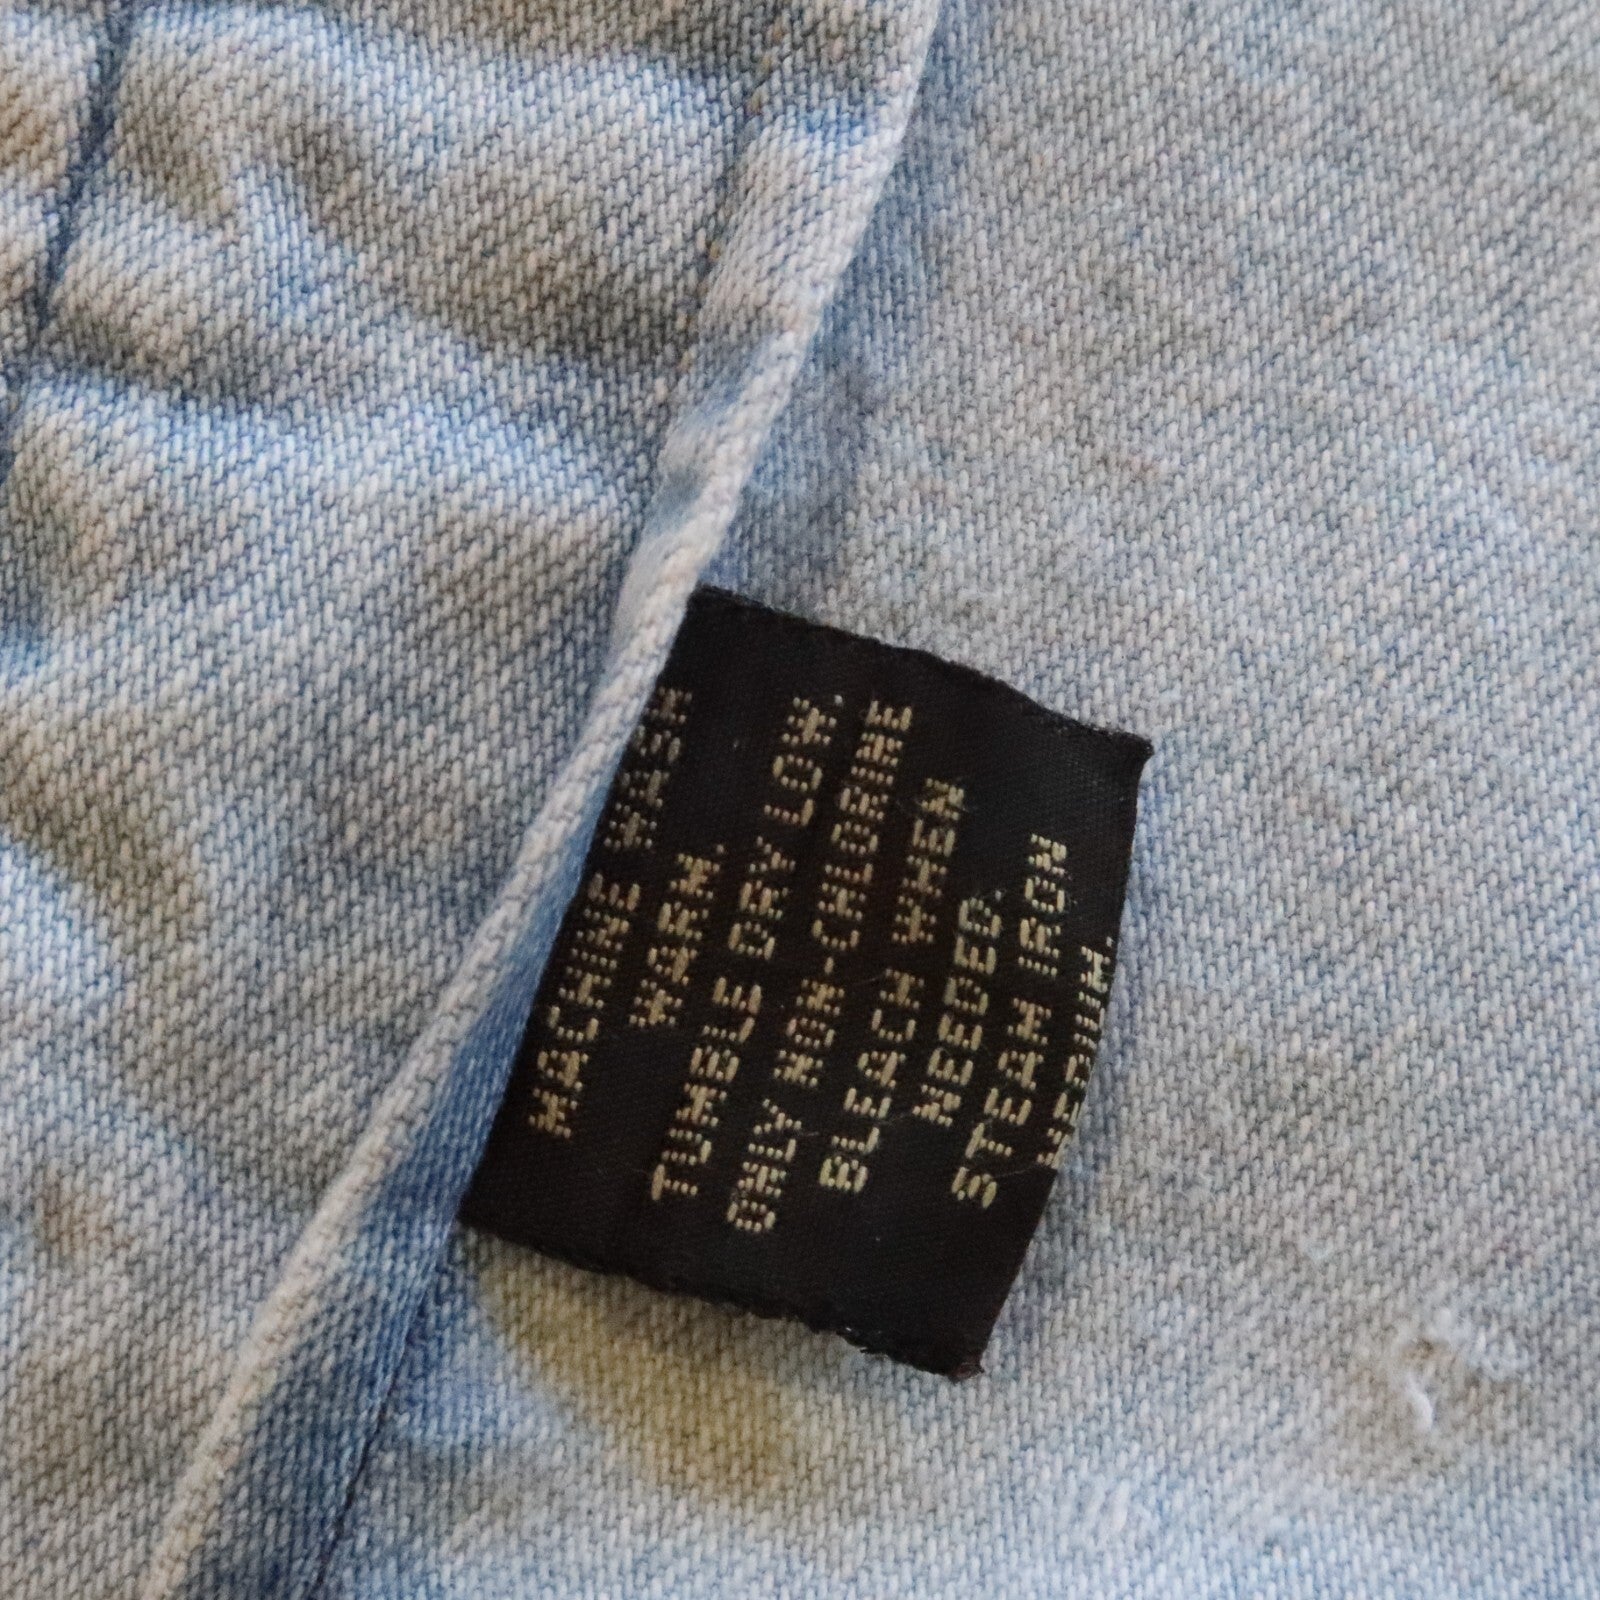 MACHINE WASH
WARM.
TUMBLE DRY LOW.
ONLY NON-CHLORINE
BLEACH WHEN
NEEDED.
STEAM IRON
MEDIUM.